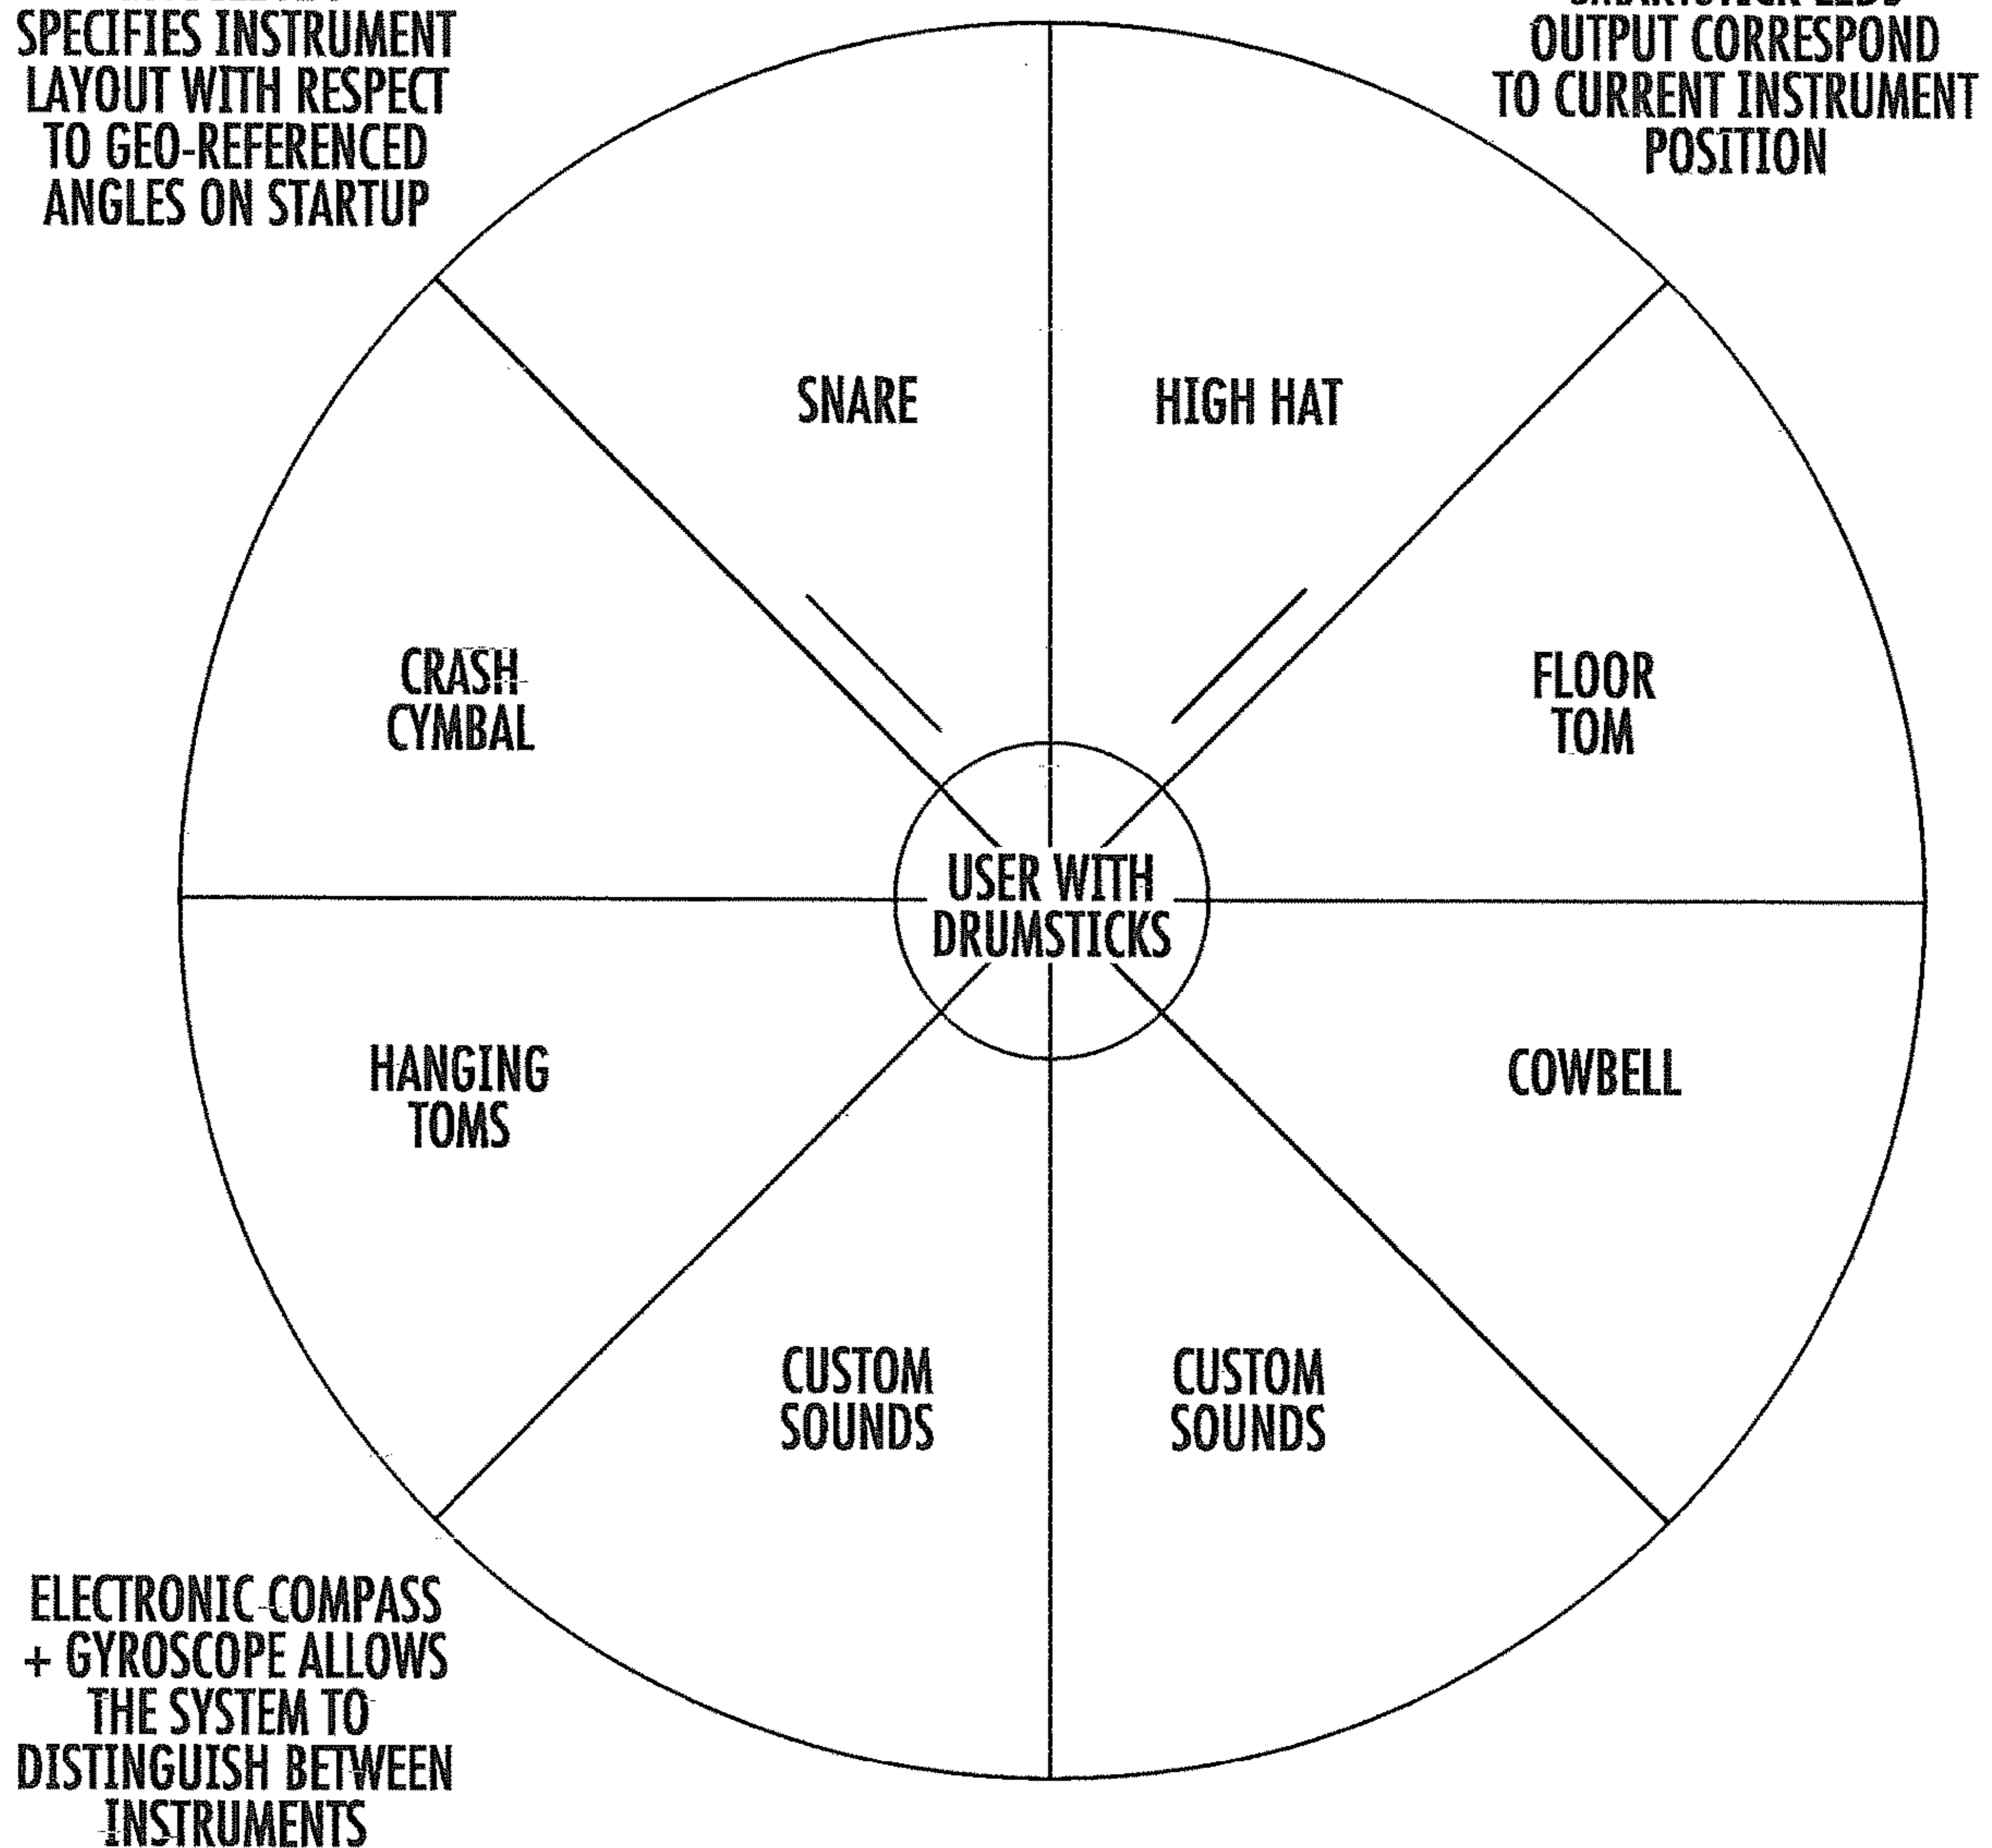 SPECIFIES INSTRUMENT
LAYOUT WITH RESPECT
TO GEO-REFERENCED
ANGLES ON STARTUP
OUTPUT CORRESPOND
TO CURRENT INSTRUMENT
POSITION
SNARE
HIGH HAT
CRASH
CYMBAL
FLOOR
TOM
USER WITH
DRUMSTICKS
HANGING
TOMS
COWBELL
CUSTOM
SOUNDS
CUSTOM
SOUNDS
ELECTRONIC COMPASS
+ GYROSCOPE ALLOWS
THE SYSTEM TO
DISTINGUISH BETWEEN
INSTRUMENTS